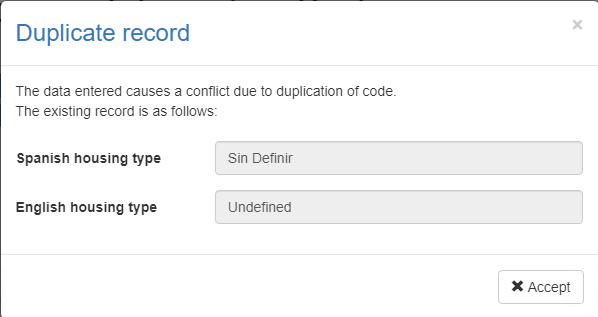 Duplicate record
×
The data entered causes a conflict due to duplication of code.
The existing record is as follows:
Spanish housing type Sin Definir
English housing type Undefined
✖ Accept